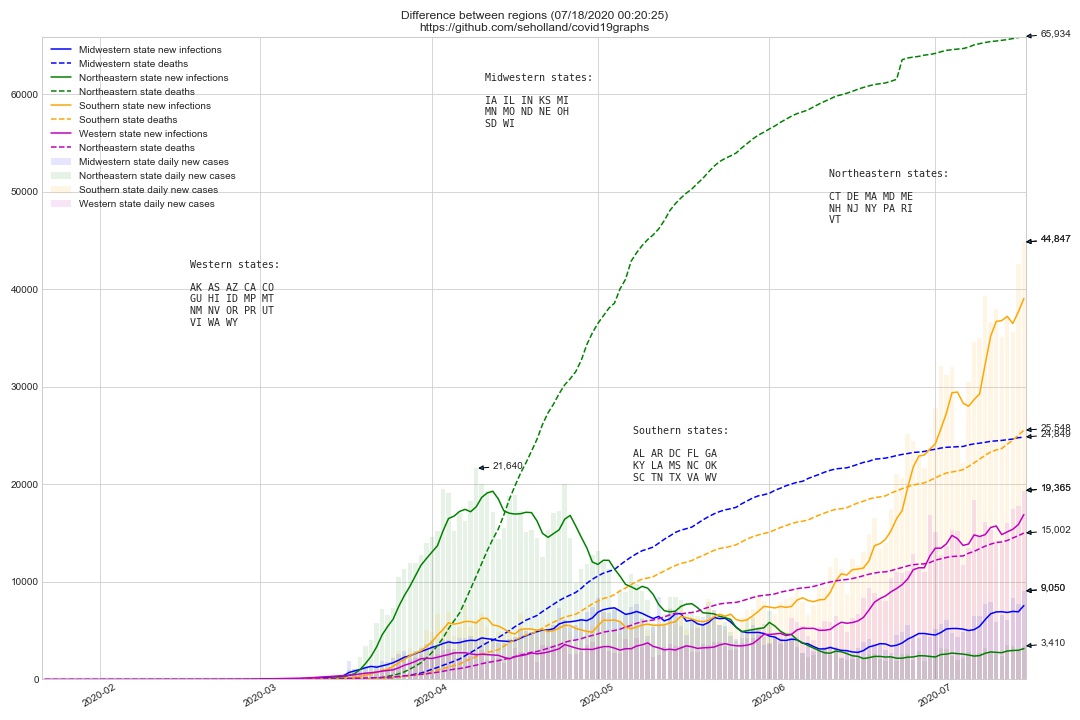 Difference between regions (07/18/2020 00:20:25)
https://github.com/seholland/covid19graphs
Midwestern state new infections
Midwestern state deaths
Northeastern state new infections
Northeastern state deaths
Southern state new infections
Southern state deaths
Western state new infections
Northeastern state deaths
Midwestern state daily new cases
Northeastern state daily new cases
Southern state daily new cases
Western state daily new cases
Midwestern states:
IA IL IN KS MI
MN MO ND NE OH
SD WI
Northeastern states:
CT DE MA MD ME
NH NJ NY PA RI
VT
Western states:
AK AS AZ CA CO
GU HI ID MP MT
NM NV OR PR UT
VI WA WY
Southern states:
AL AR DC FL GA
KY LA MS NC OK
SC TN TX VA WV
21,640
65,934
44,847
25,548
24,849
19,365
15,002
9,050
3,410
60000
50000
40000
30000
20000
10000
0
2020-02
2020-03
2020-04
2020-05
2020-06
2020-07